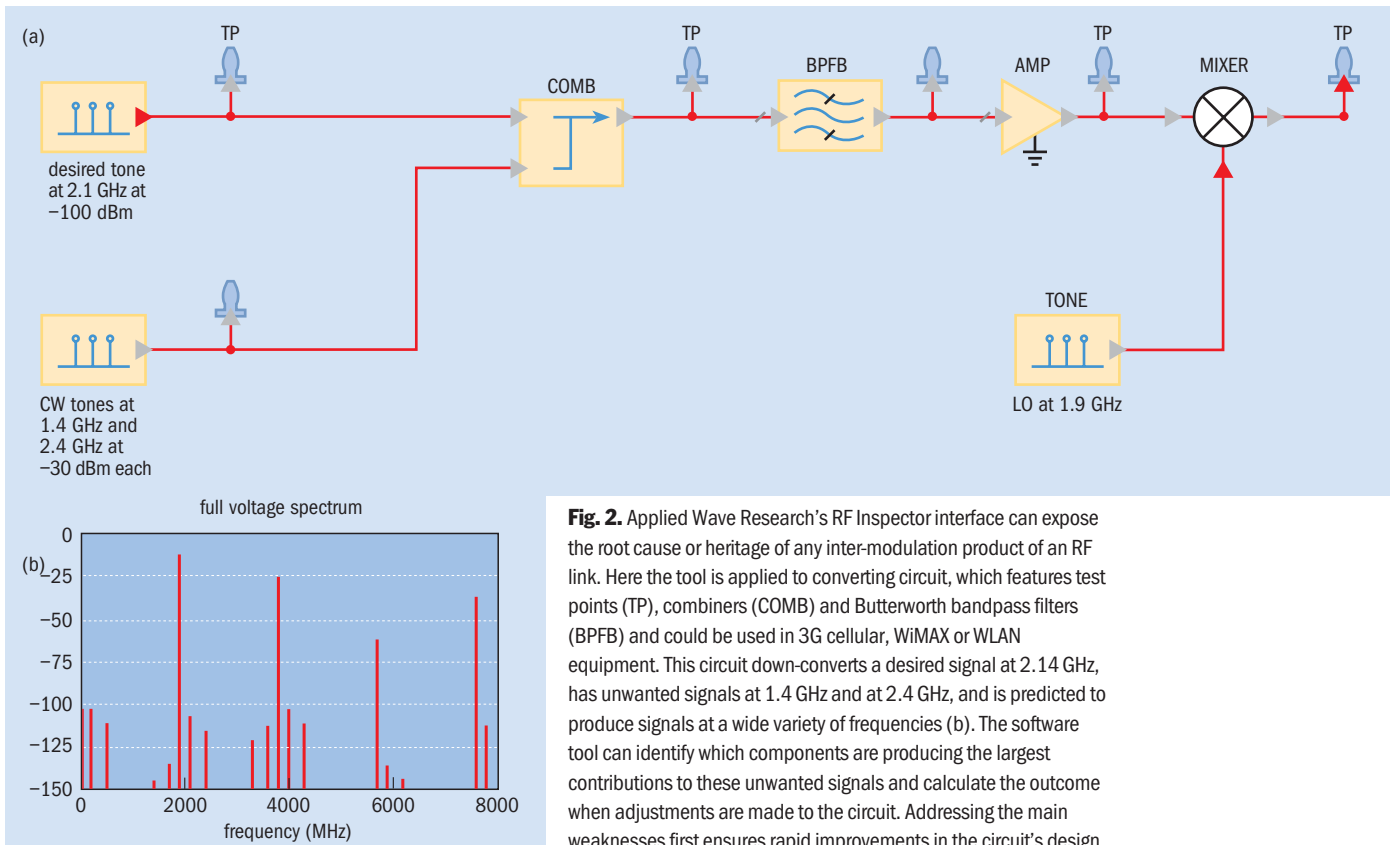 (a)
TP
TP
TP
TP
COMB
BPFB
AMP
MIXER
desired tone
at 2.1 GHz at
−100 dBm
CW tones at
1.4 GHz and
2.4 GHz at
−30 dBm each
TONE
LO at 1.9 GHz
full voltage spectrum
(b)
0
−25
−50
−75
−100
−125
−150
0
2000
4000
6000
8000
frequency (MHz)
Fig. 2. Applied Wave Research's RF Inspector interface can expose
the root cause or heritage of any inter-modulation product of an RF
link. Here the tool is applied to converting circuit, which features test
points (TP), combiners (COMB) and Butterworth bandpass filters
(BPFB) and could be used in 3G cellular, WiMAX or WLAN
equipment. This circuit down-converts a desired signal at 2.14 GHz,
has unwanted signals at 1.4 GHz and at 2.4 GHz, and is predicted to
produce signals at a wide variety of frequencies (b). The software
tool can identify which components are producing the largest
contributions to these unwanted signals and calculate the outcome
when adjustments are made to the circuit. Addressing the main
weaknesses first ensures rapid improvements in the circuit's design.